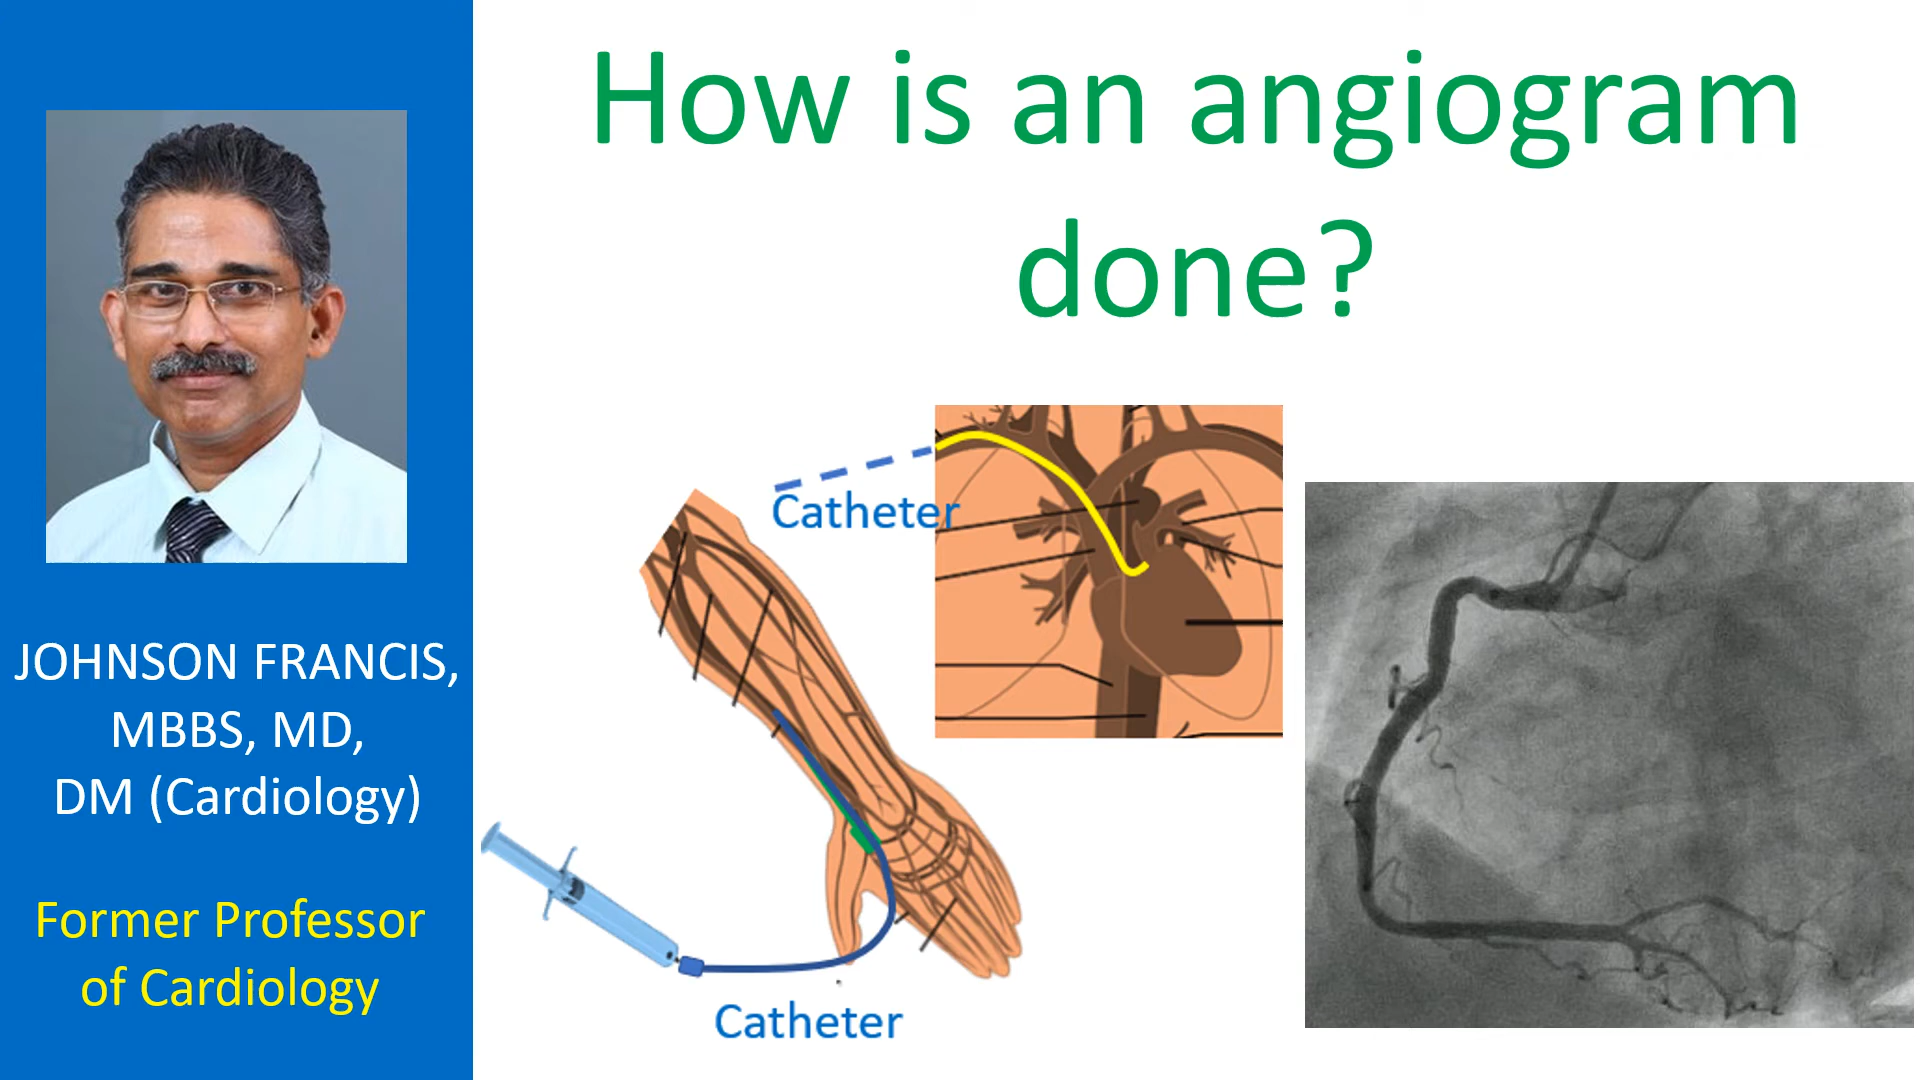 How is an angiogram
done?
JOHNSON FRANCIS,
MBBS, MD,
DM (Cardiology)
Former Professor
of Cardiology
Catheter
Catheter